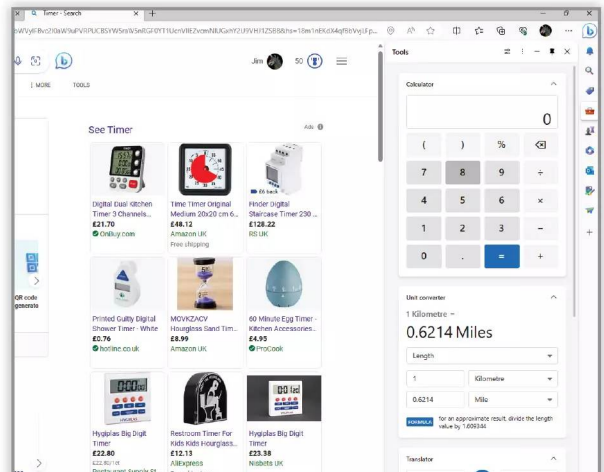 Timer - Search
Jim
50
| MORE
TOOLS
See Timer
Ads
Digital Dual Kitchen
Timer 3 Channels...
£21.70
OnBuy.com
Time Timer Original
Medium 20x20 cm 6...
£48.12
Amazon UK
Free shipping
£6 back
Finder Digital
Staircase Timer 230 ...
£128.22
RS UK
QR code
generato
Printed Guilty Digital
Shower Timer - White
£0.76
hotline.co.uk
MOVKZACV
Hourglass Sand Tim...
£8.99
Amazon UK
60 Minute Egg Timer -
Kitchen Accessories...
£4.95
ProCook
Hygiplas Big Digit
Timer
£22.80
Restroom Timer For
Kids Kids Hourglass...
£12.13
AliExpress
Hygiplas Big Digit
Timer
£23.38
Nisbets UK
Tools
Calculator
0
( ) %
7 8 9 ÷
4 5 6 ×
1 2 3 −
0 . = +
Unit converter
1 Kilometre =
0.6214 Miles
Length
1 Kilometre
0.6214 Mile
FORMULA for an approximate result, divide the length
value by 1.609344
Translator